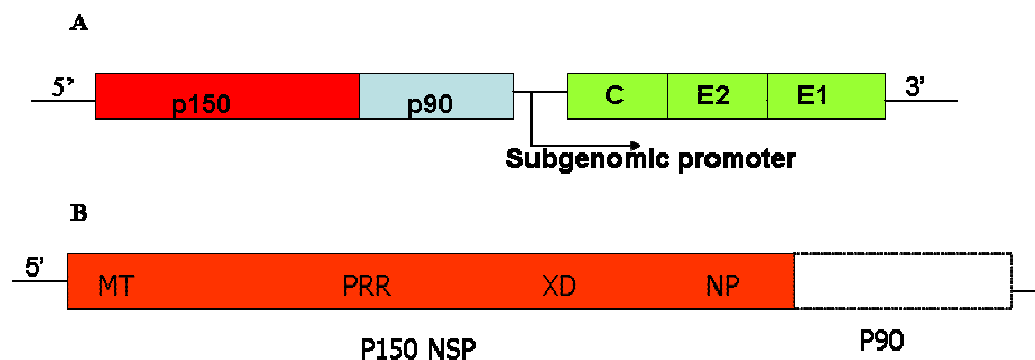 A
5' p150 p90 C E2 E1 3'
Subgenomic promoter
B
5' MT PRR XD NP
P150 NSP P90